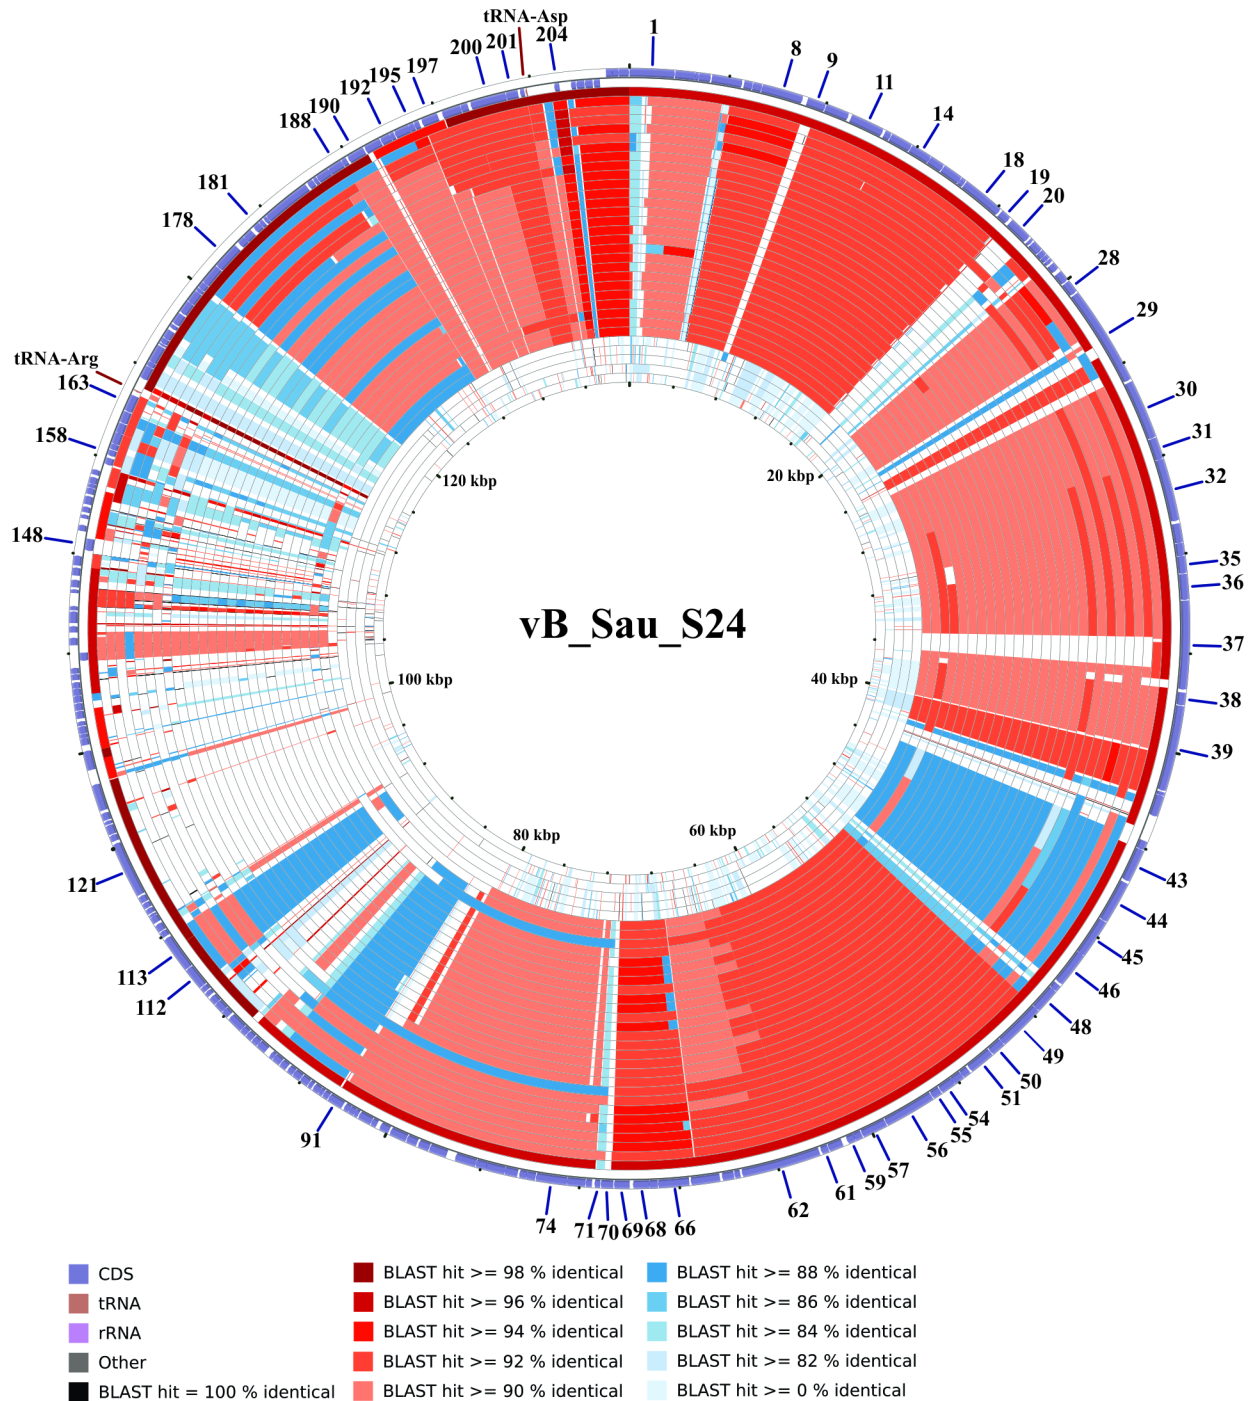 tRNA-Asp
1
8
9
11
14
18
19
20
28
29
30
31
32
35
36
37
38
39
43
44
45
46
48
49
50
51
54
55
56
57
59
61
62
66
68
69
70
71
74
91
112
113
121
148
158
163
tRNA-Arg
178
181
188
190
192
195
197
200
201
204
20 kbp
40 kbp
60 kbp
80 kbp
100 kbp
120 kbp
vB_Sau_S24
CDS
tRNA
rRNA
Other
BLAST hit = 100 % identical
BLAST hit >= 98 % identical
BLAST hit >= 96 % identical
BLAST hit >= 94 % identical
BLAST hit >= 92 % identical
BLAST hit >= 90 % identical
BLAST hit >= 88 % identical
BLAST hit >= 86 % identical
BLAST hit >= 84 % identical
BLAST hit >= 82 % identical
BLAST hit >= 0 % identical